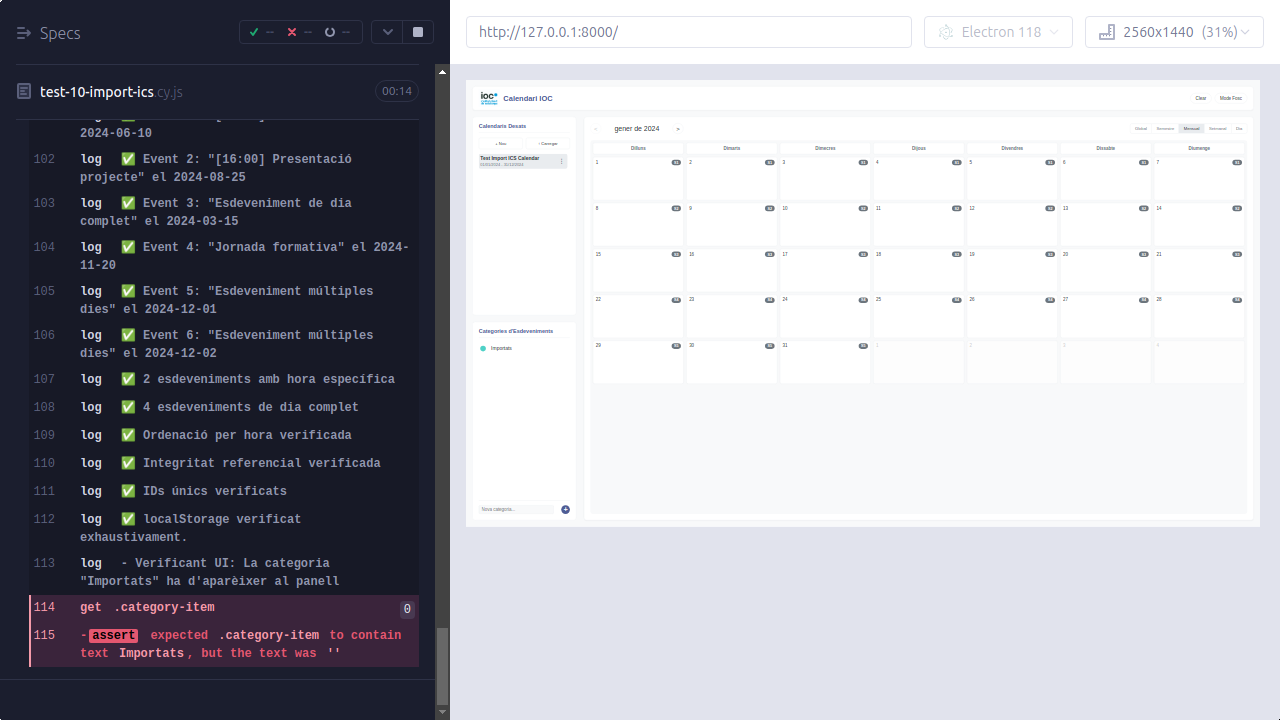 Specs
--
--
--
test-10-import-ics.cy.js
00:14
2024-06-10
102 log ✅ Event 2: "[16:00] Presentació
projecte" el 2024-08-25
103 log ✅ Event 3: "Esdeveniment de dia
complet" el 2024-03-15
104 log ✅ Event 4: "Jornada formativa" el 2024-
11-20
105 log ✅ Event 5: "Esdeveniment múltiples
dies" el 2024-12-01
106 log ✅ Event 6: "Esdeveniment múltiples
dies" el 2024-12-02
107 log ✅ 2 esdeveniments amb hora específica
108 log ✅ 4 esdeveniments de dia complet
109 log ✅ Ordenació per hora verificada
110 log ✅ Integritat referencial verificada
111 log ✅ IDs únics verificats
112 log ✅ localStorage verificat
exhaustivament.
113 log - Verificant UI: La categoria
"Importats" ha d'aparèixer al panell
114 get .category-item 0
115 -assert expected .category-item to contain
text Importats, but the text was ''
http://127.0.0.1:8000/
Electron 118
2560x1440 (31%)
ioc
Calendari IOC
Clear
Mode Fosc
Calendaris Desats
+ Nou
Carregar
Test Import ICS Calendar
Categories d'Esdeveniments
Importats
Nova categoria...
+
< gener de 2024 >
Global Semestre Mensual Setmanal Dia
Dilluns Dimarts Dimecres Dijous Divendres Dissabte Diumenge
1 2 3 4 5 6 7
8 9 10 11 12 13 14
15 16 17 18 19 20 21
22 23 24 25 26 27 28
29 30 31 1 2 3 4